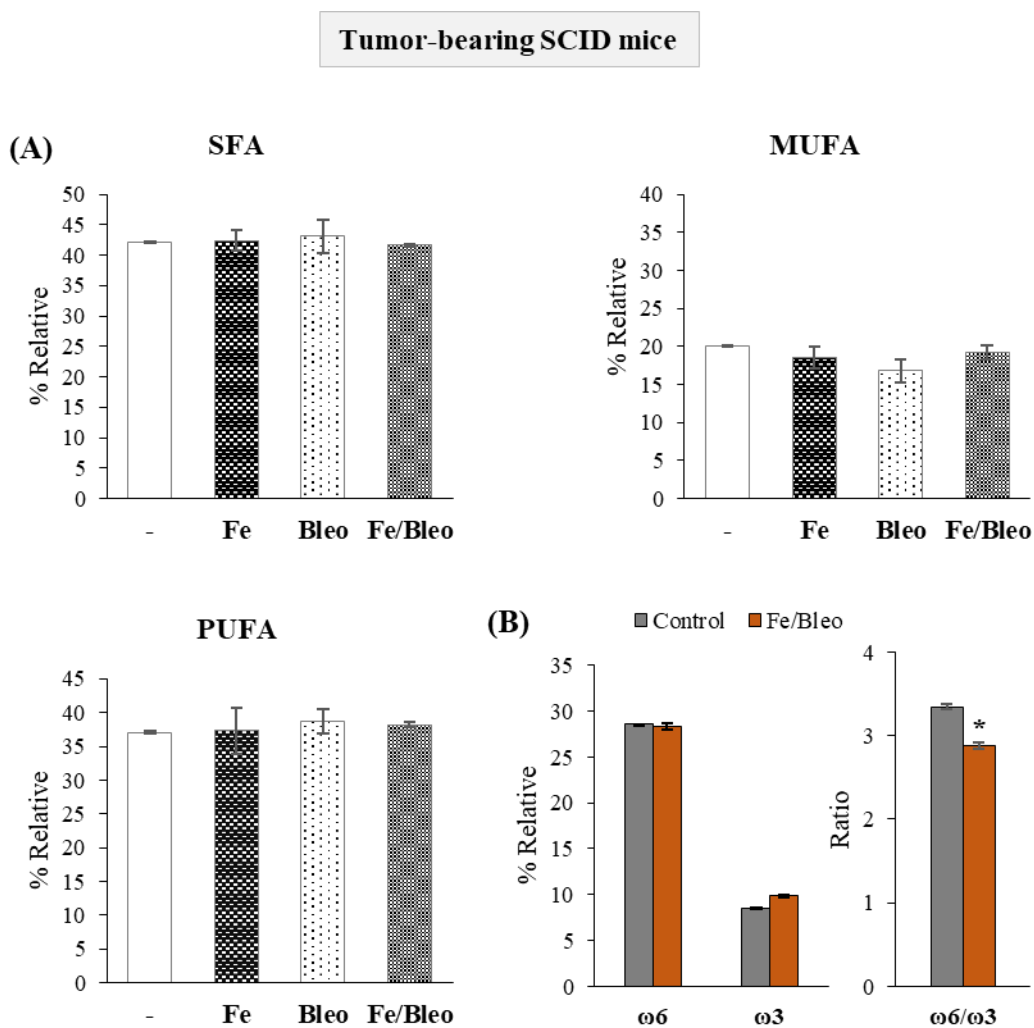 Tumor-bearing SCID mice
(A)
SFA
% Relative
50
45
40
35
30
25
20
15
10
5
0
- Fe Bleo Fe/Bleo
MUFA
% Relative
40
35
30
25
20
15
10
5
0
- Fe Bleo Fe/Bleo
PUFA
% Relative
45
40
35
30
25
20
15
10
5
0
- Fe Bleo Fe/Bleo
(B)
Control Fe/Bleo
% Relative
35
30
25
20
15
10
5
0
ω6 ω3
Ratio
4
3
2
1
0
*
ω6/ω3